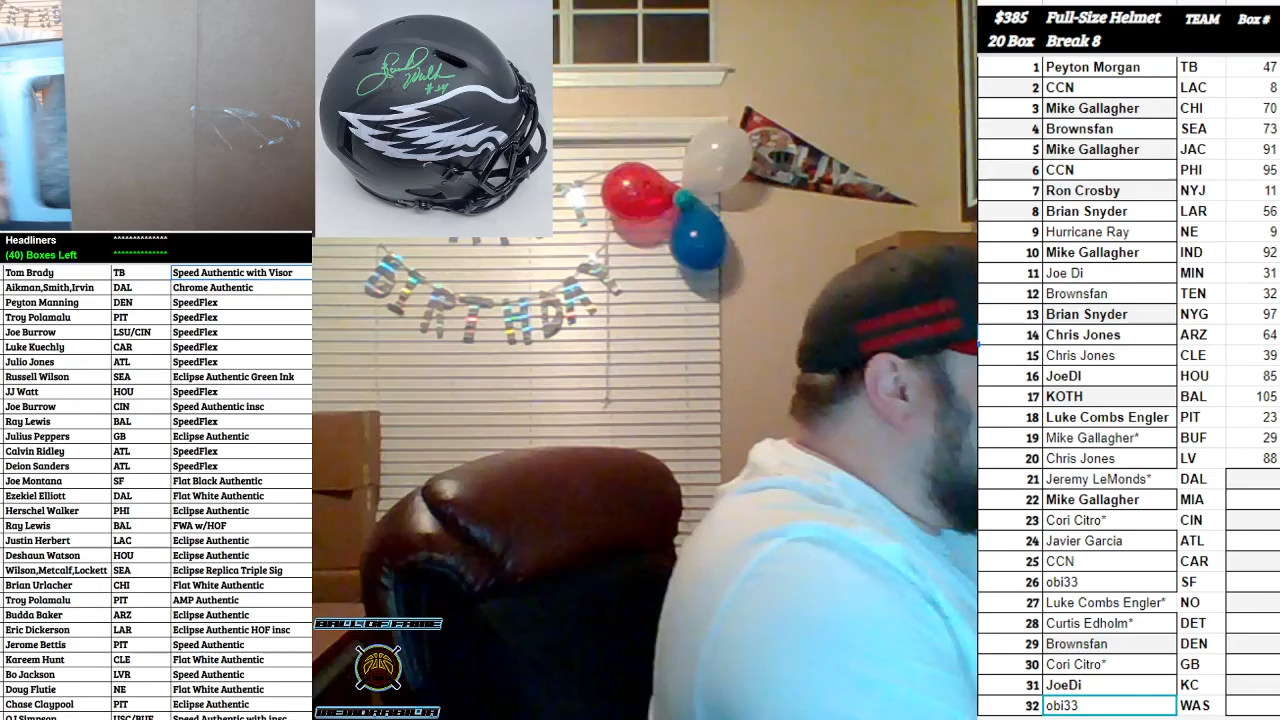 #34
Headliners **************
(40) Boxes Left **************
Tom Brady TB Speed Authentic with Visor
Aikman,Smith,Irvin DAL Chrome Authentic
Peyton Manning DEN SpeedFlex
Troy Polamalu PIT SpeedFlex
Joe Burrow LSU/CIN SpeedFlex
Luke Kuechly CAR SpeedFlex
Julio Jones ATL SpeedFlex
Russell Wilson SEA Eclipse Authentic Green Ink
JJ Watt HOU SpeedFlex
Joe Burrow CIN Speed Authentic insc
Ray Lewis BAL SpeedFlex
Julius Peppers GB Eclipse Authentic
Calvin Ridley ATL SpeedFlex
Deion Sanders ATL SpeedFlex
Joe Montana SF Flat Black Authentic
Ezekiel Elliott DAL Flat White Authentic
Herschel Walker PHI Eclipse Authentic
Ray Lewis BAL FWA w/HOF
Justin Herbert LAC Eclipse Authentic
Deshaun Watson HOU Eclipse Authentic
Wilson,Metcalf,Lockett SEA Eclipse Replica Triple Sig
Brian Urlacher CHI Flat White Authentic
Troy Polamalu PIT AMP Authentic
Budda Baker ARZ Eclipse Authentic
Eric Dickerson LAR Eclipse Authentic HOF insc
Jerome Bettis PIT Speed Authentic
Kareem Hunt CLE Flat White Authentic
Bo Jackson LVR Speed Authentic
Doug Flutie NE Flat White Authentic
Chase Claypool PIT Eclipse Authentic
OJ Simpson USC/BUF Speed Authentic with insc
BIRTHDAY
BALL OF FAME
MEMORABILIA
$385 Full-Size Helmet TEAM Box #
20 Box Break 8
1 Peyton Morgan TB 47
2 CCN LAC 8
3 Mike Gallagher CHI 70
4 Brownsfan SEA 73
5 Mike Gallagher JAC 91
6 CCN PHI 95
7 Ron Crosby NYJ 11
8 Brian Snyder LAR 56
9 Hurricane Ray NE 9
10 Mike Gallagher IND 92
11 Joe Di MIN 31
12 Brownsfan TEN 32
13 Brian Snyder NYG 97
14 Chris Jones ARZ 64
15 Chris Jones CLE 39
16 JoeDI HOU 85
17 KOTH BAL 105
18 Luke Combs Engler PIT 23
19 Mike Gallagher* BUF 29
20 Chris Jones LV 88
21 Jeremy LeMonds* DAL
22 Mike Gallagher MIA
23 Cori Citro* CIN
24 Javier Garcia ATL
25 CCN CAR
26 obi33 SF
27 Luke Combs Engler* NO
28 Curtis Edholm* DET
29 Brownsfan DEN
30 Cori Citro* GB
31 JoeDi KC
32 obi33 WAS